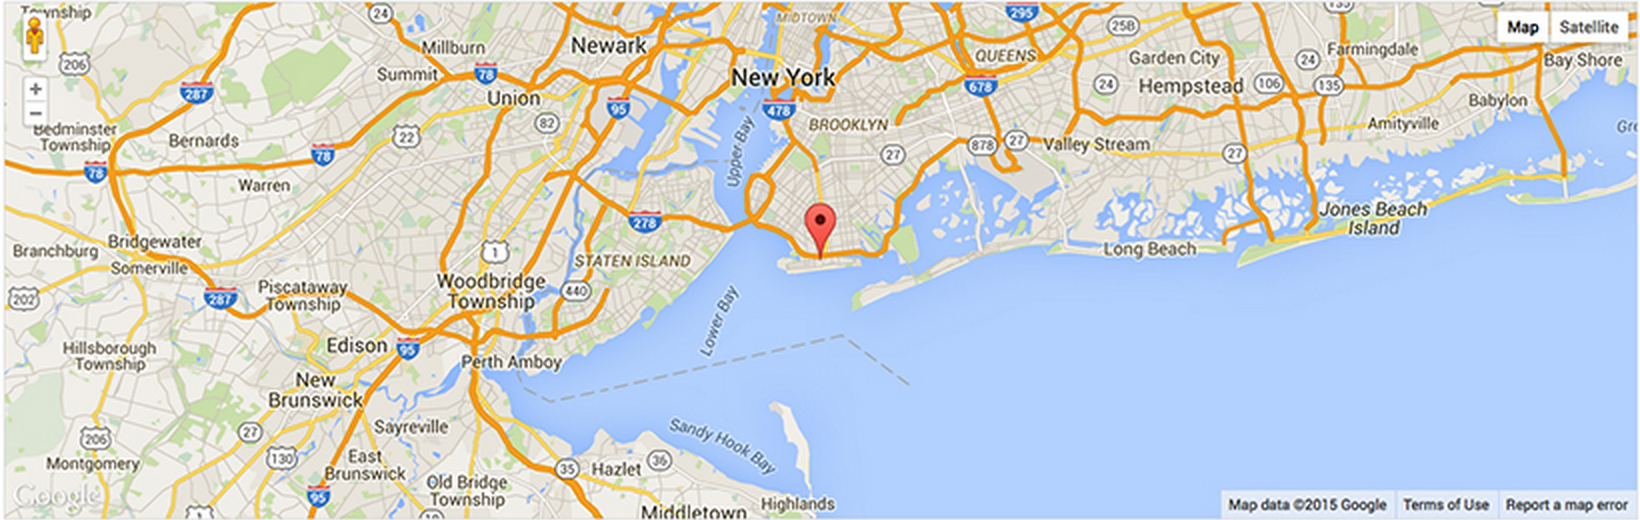 Township
24
MIDTOWN
295
25B
Map
Satellite
Millburn
Newark
QUEENS
Garden City
Farmingdale
206
Summit
78
New York
24
Bay Shore
287
Union
95
478
678
24
Hempstead
106
135
Babylon
Bedminster
Township
Bernards
22
82
Upper Bay
BROOKLYN
Amityville
78
78
27
878
27
Valley Stream
27
Warren
278
Jones Beach
Island
Branchburg
Bridgewater
Somerville
1
STATEN ISLAND
Long Beach
202
287
Piscataway
Township
Woodbridge
Township
440
Lower Bay
Hillsborough
Township
Edison
95
Perth Amboy
New
Brunswick
206
27
Sayreville
Sandy Hook Bay
Montgomery
130
East
Brunswick
35
Hazlet
36
Google
95
Old Bridge
Township
Middletown
Highlands
Map data ©2015 Google
Terms of Use
Report a map error